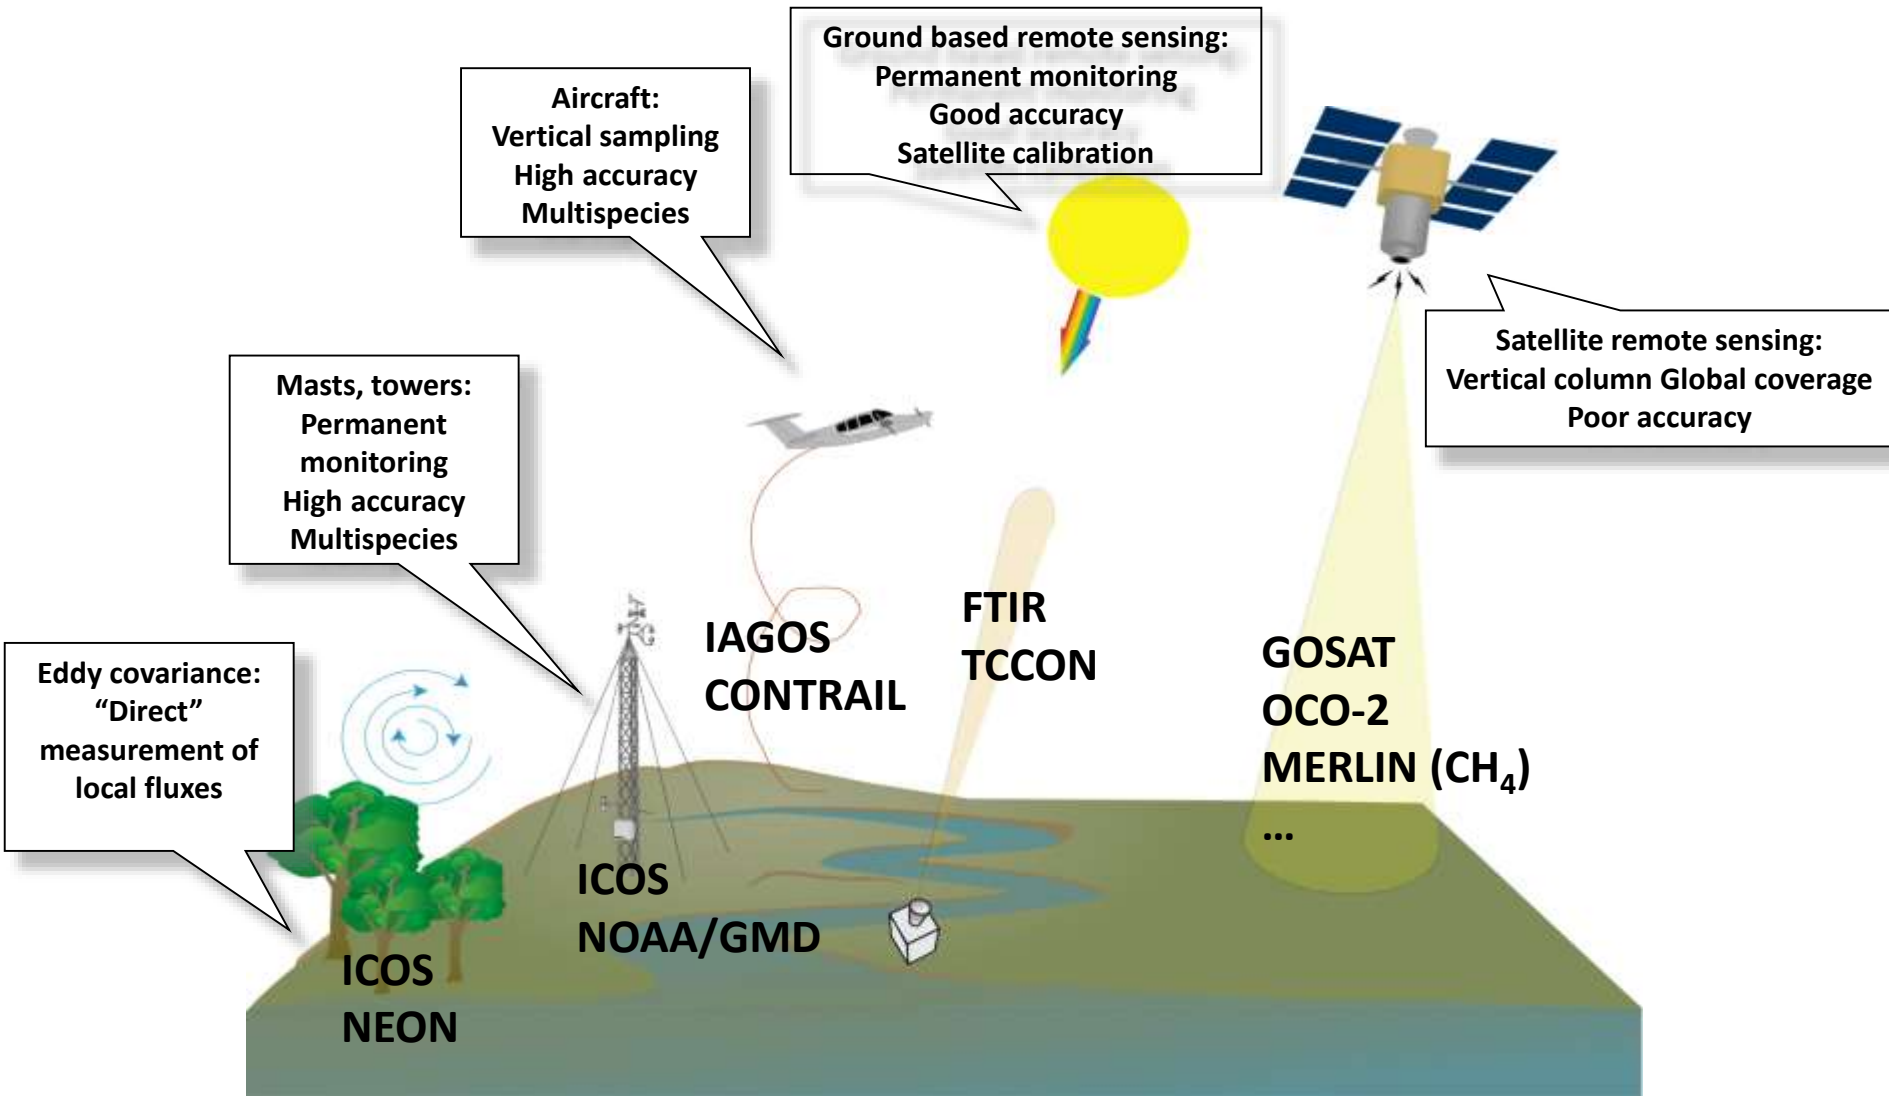 Ground based remote sensing:
Permanent monitoring
Good accuracy
Satellite calibration
Aircraft:
Vertical sampling
High accuracy
Multispecies
Satellite remote sensing:
Vertical column Global coverage
Poor accuracy
Masts, towers:
Permanent
monitoring
High accuracy
Multispecies
Eddy covariance:
“Direct”
measurement of
local fluxes
IAGOS
CONTRAIL
FTIR
TCCON
GOSAT
OCO-2
MERLIN (CH₄)
...
ICOS
NOAA/GMD
ICOS
NEON